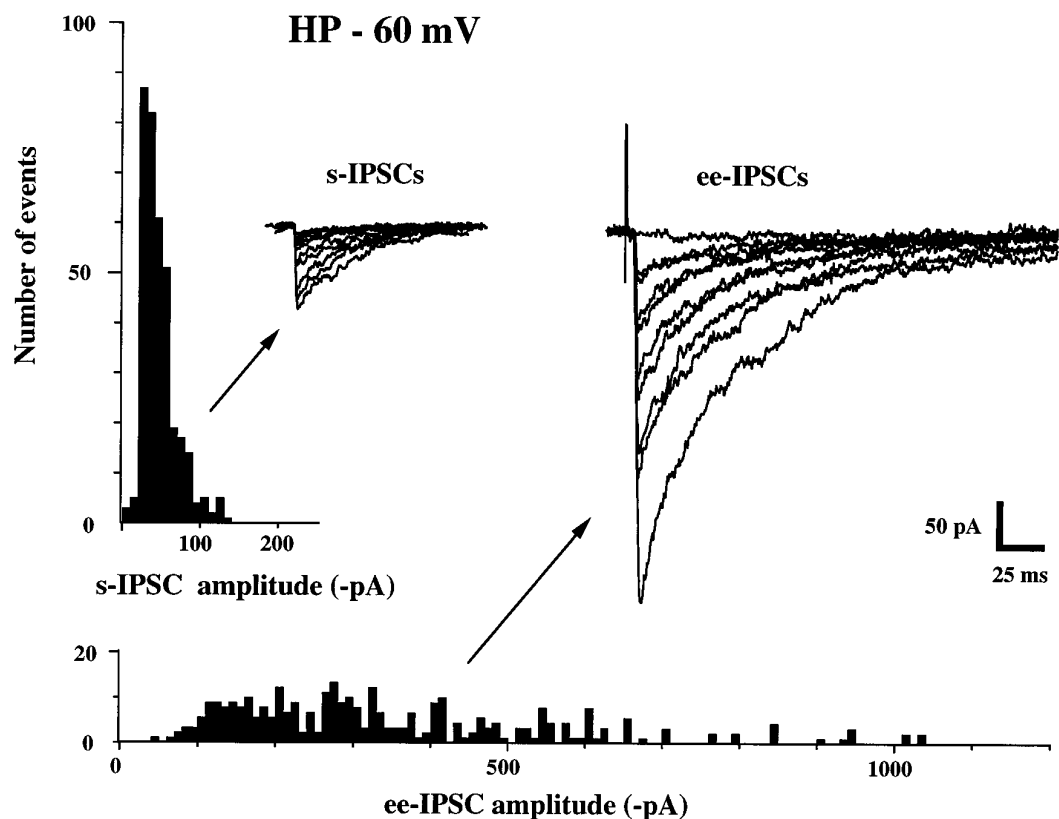 HP - 60 mV
100
50
0
Number of events
s-IPSCs
ee-IPSCs
100 200
s-IPSC amplitude (-pA)
50 pA
25 ms
20
10
0
0 500 1000
ee-IPSC amplitude (-pA)